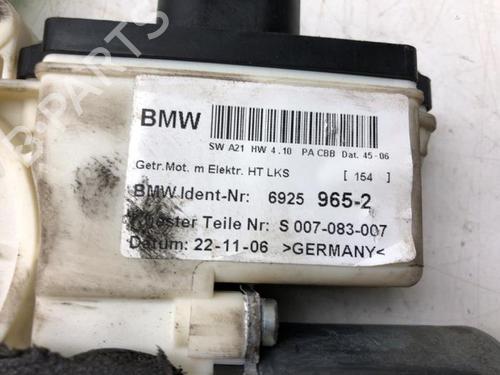 BMW
SW A21 HW 4.10 PA CBB Dat. 45-06
Getr.Mot. m Elektr. HT LKS [ 154 ]
BMW Ident-Nr: 6925 965-2
Teile Nr: S 007-083-007
Datum: 22-11-06 >GERMANY<